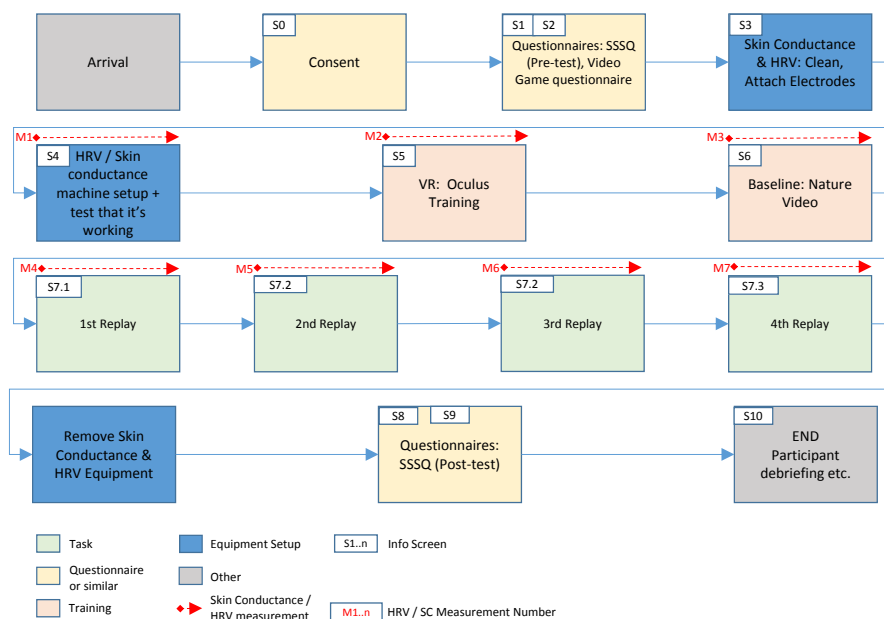 Arrival
S0
Consent
S1
S2
Questionnaires: SSSQ
(Pre-test), Video
Game questionnaire
S3
Skin Conductance
& HRV: Clean,
Attach Electrodes
M1
S4
HRV / Skin
conductance
machine setup +
test that it's
working
M2
S5
VR: Oculus
Training
M3
S6
Baseline: Nature
Video
M4
S7.1
1st Replay
M5
S7.2
2nd Replay
M6
S7.2
3rd Replay
M7
S7.3
4th Replay
Remove Skin
Conductance &
HRV Equipment
S8
S9
Questionnaires:
SSSQ (Post-test)
S10
END
Participant
debriefing etc.
Task
Equipment Setup
S1..n
Info Screen
Questionnaire
or similar
Other
Training
Skin Conductance /
HRV measurement
M1..n
HRV / SC Measurement Number